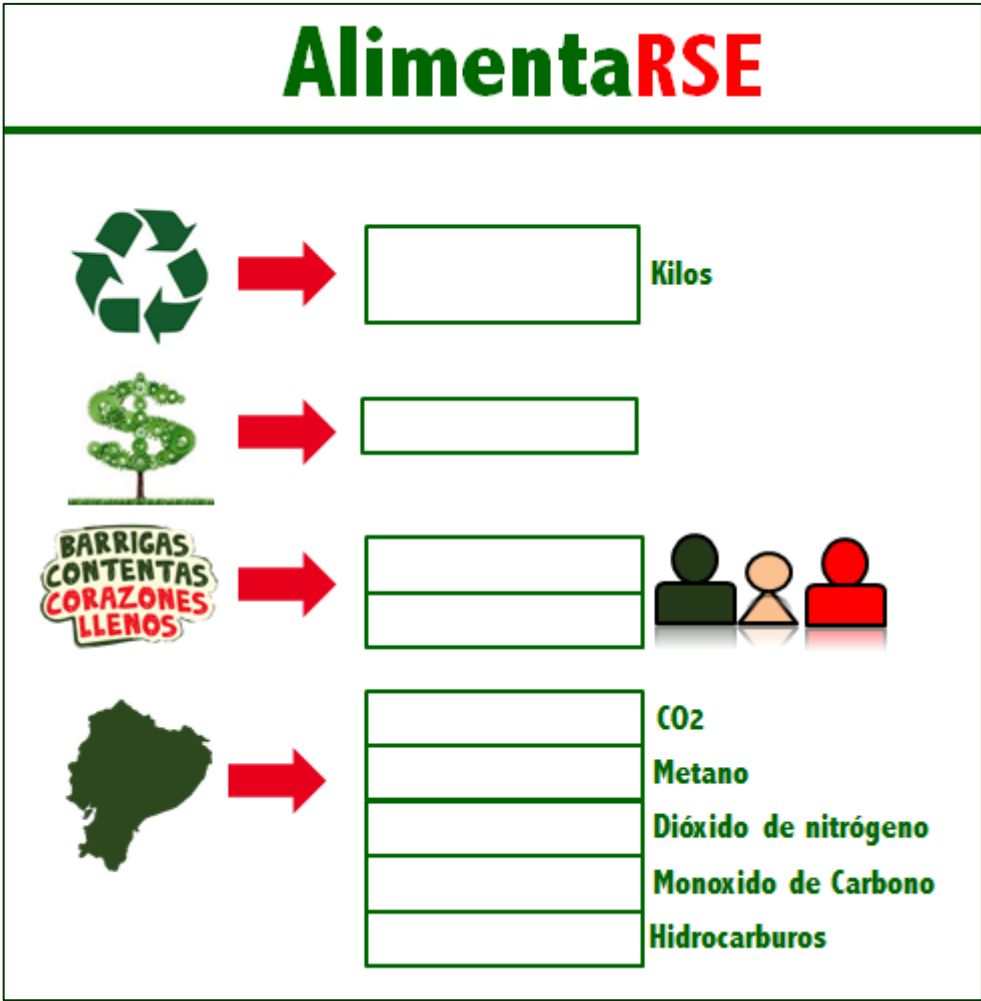 AlimentaRSE
Kilos
BARRIGAS
CONTENTAS
CORAZONES
LLENOS
CO2
Metano
Dióxido de nitrógeno
Monoxido de Carbono
Hidrocarburos